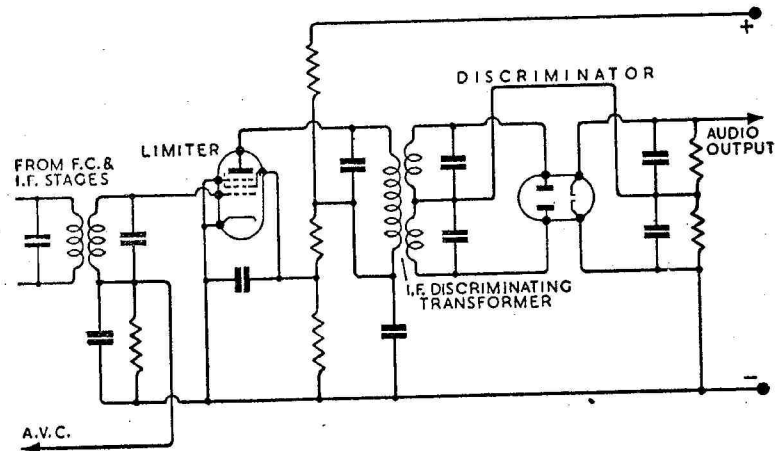 +
DISCRIMINATOR
LIMITER
AUDIO
OUTPUT
FROM F.C. &
I.F. STAGES
I.F. DISCRIMINATING
TRANSFORMER
−
A.V.C.